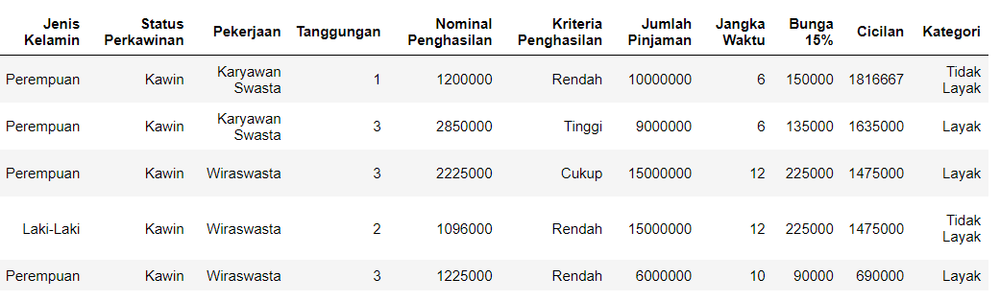 Jenis Kelamin Status Perkawinan Pekerjaan Tanggungan Nominal Penghasilan Kriteria Penghasilan Jumlah Pinjaman Jangka Waktu Bunga 15% Cicilan Kategori
Perempuan Kawin Karyawan Swasta 1 1200000 Rendah 10000000 6 150000 1816667 Tidak Layak
Perempuan Kawin Karyawan Swasta 3 2850000 Tinggi 9000000 6 135000 1635000 Layak
Perempuan Kawin Wiraswasta 3 2225000 Cukup 15000000 12 225000 1475000 Layak
Laki-Laki Kawin Wiraswasta 2 1096000 Rendah 15000000 12 225000 1475000 Tidak Layak
Perempuan Kawin Wiraswasta 3 1225000 Rendah 6000000 10 90000 690000 Layak